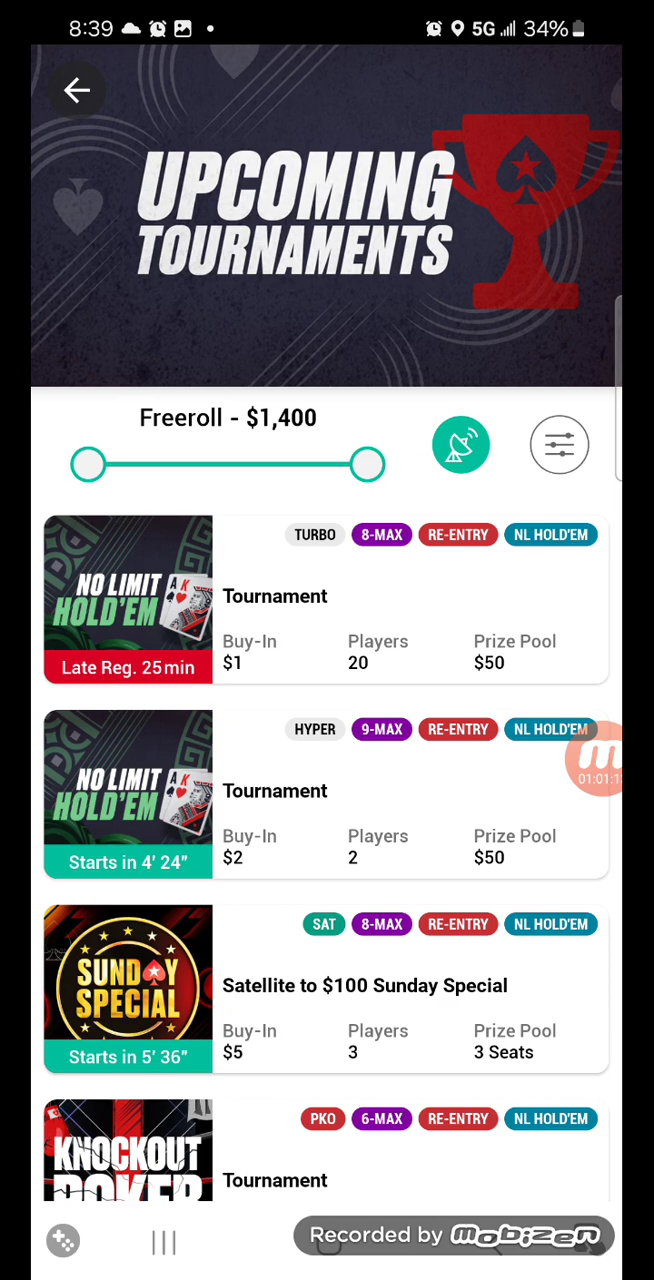 8:39
5G 34%
UPCOMING
TOURNAMENTS
Freeroll - $1,400
TURBO 8-MAX RE-ENTRY NL HOLD'EM
NO LIMIT
HOLD'EM
A K
Tournament
Buy-In Players Prize Pool
$1 20 $50
Late Reg. 25min
HYPER 9-MAX RE-ENTRY NL HOLD'EM
NO LIMIT
HOLD'EM
A K
Tournament
01:01:13
Buy-In Players Prize Pool
$2 2 $50
Starts in 4' 24"
SAT 8-MAX RE-ENTRY NL HOLD'EM
SUNDAY
SPECIAL
Satellite to $100 Sunday Special
Buy-In Players Prize Pool
$5 3 3 Seats
Starts in 5' 36"
PKO 6-MAX RE-ENTRY NL HOLD'EM
KNOCKOUT
POKER
Tournament
Recorded by mobizen